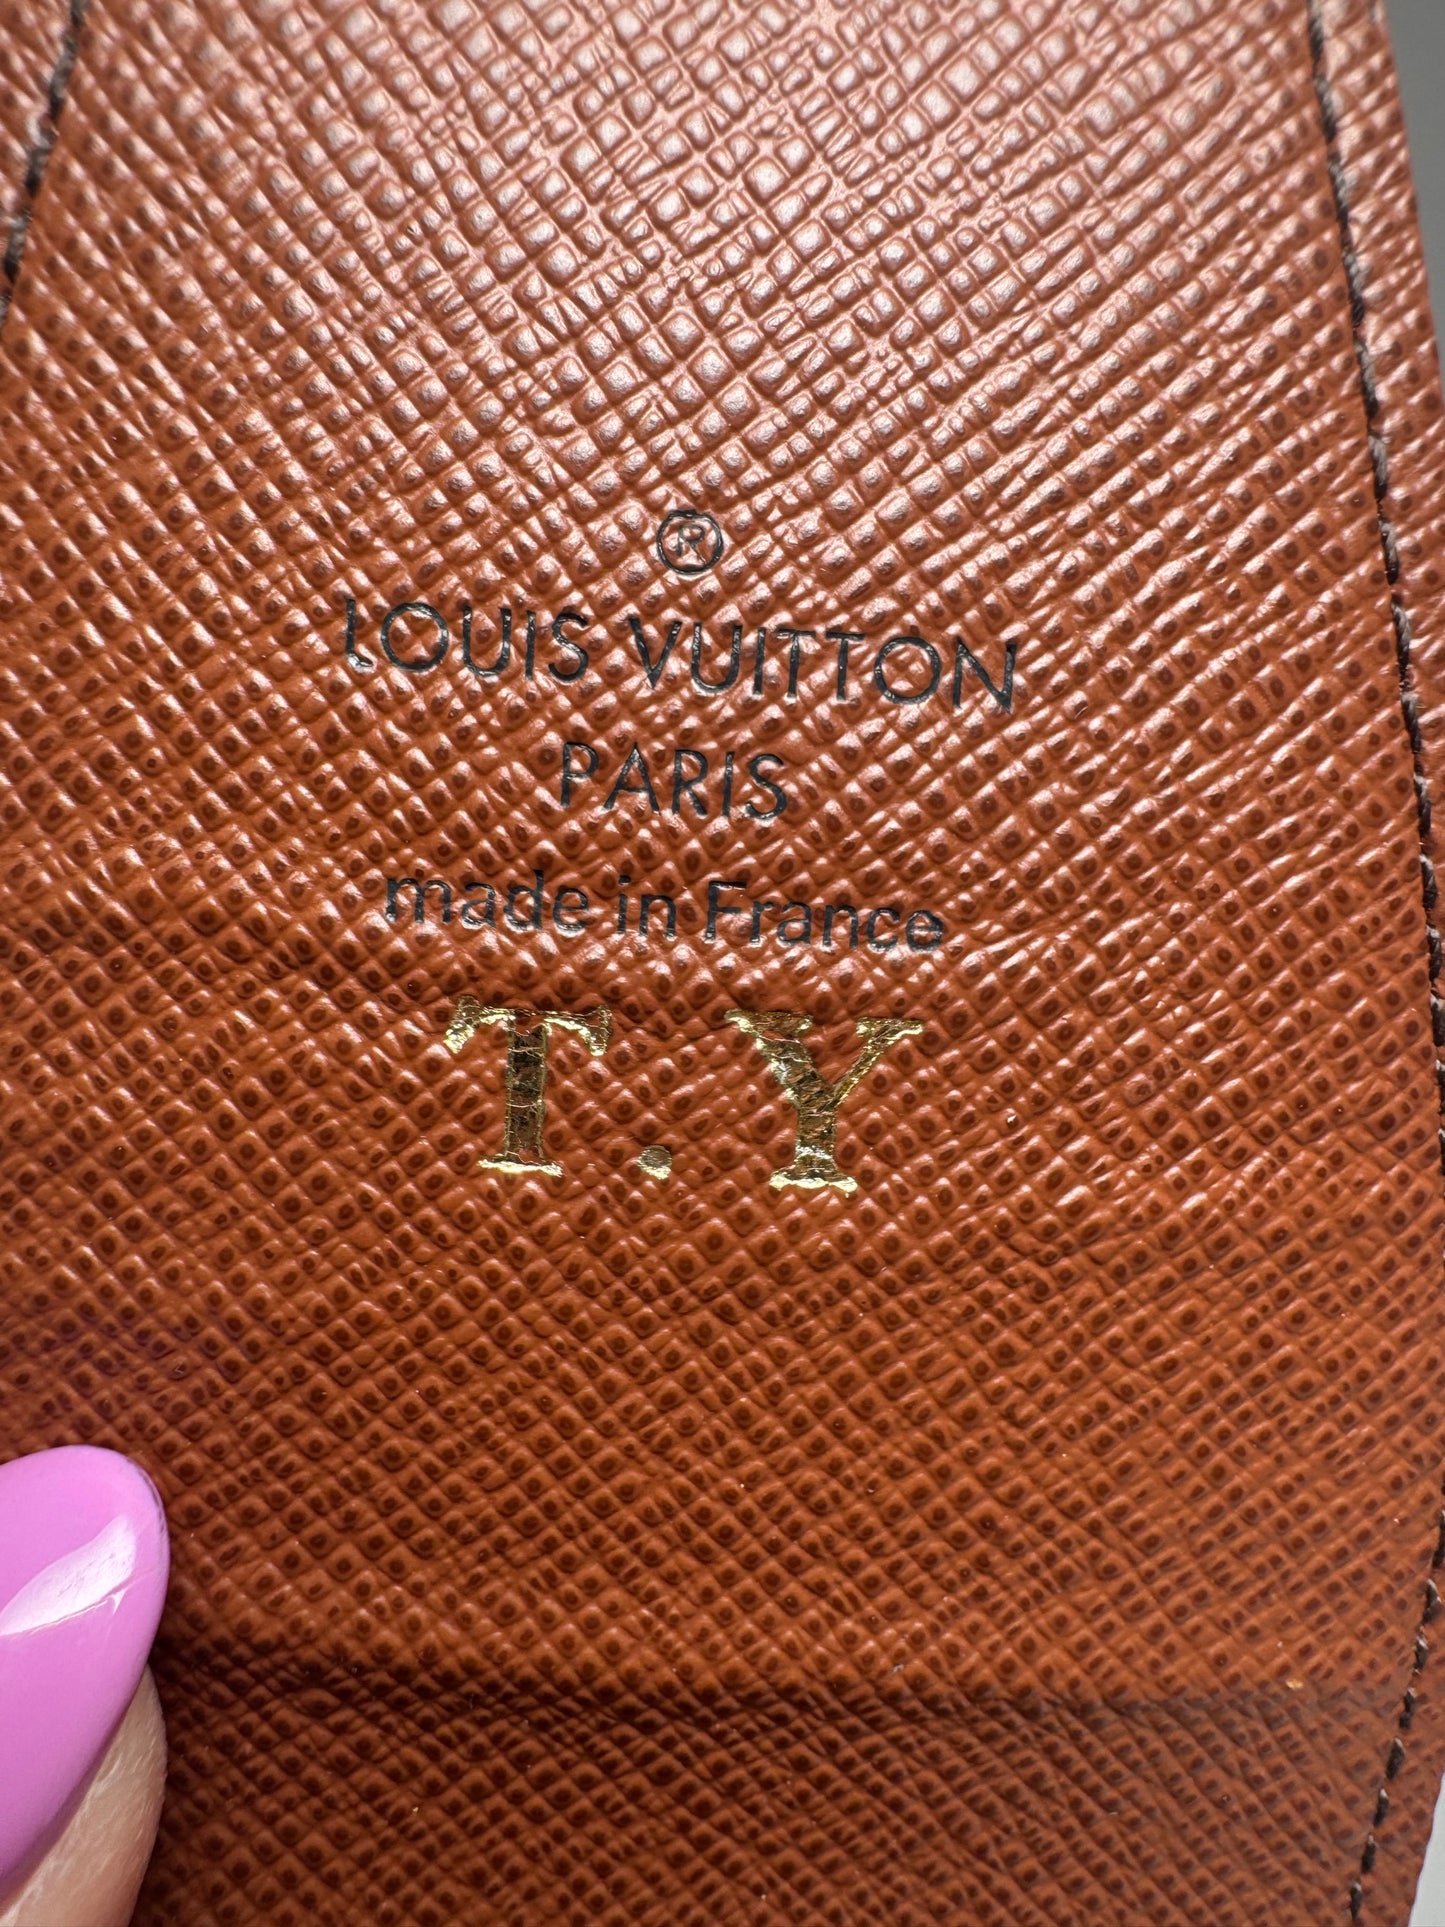 ®
LOUIS VUITTON
PARIS
made in France
T.Y